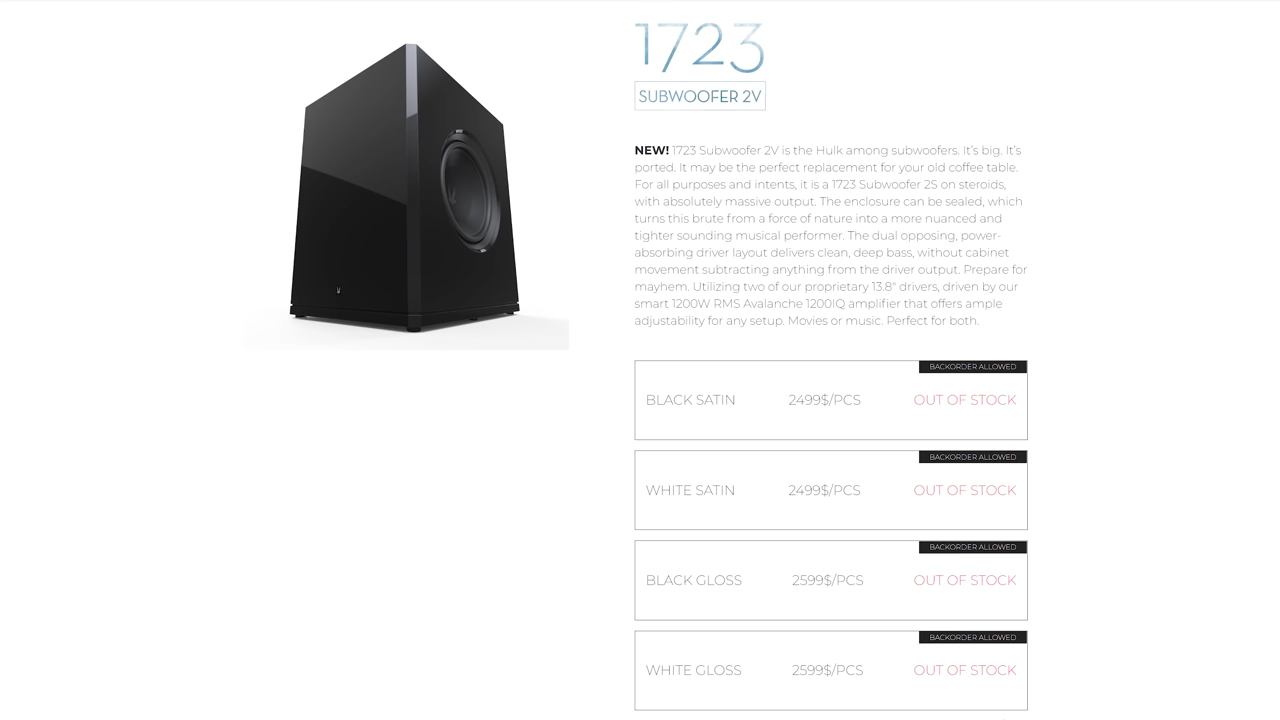 1723
SUBWOOFER 2V
NEW! 1723 Subwoofer 2V is the Hulk among subwoofers. It's big. It's
ported. It may be the perfect replacement for your old coffee table.
For all purposes and intents, it is a 1723 Subwoofer 2S on steroids,
with absolutely massive output. The enclosure can be sealed, which
turns this brute from a force of nature into a more nuanced and
tighter sounding musical performer. The dual opposing, power-
absorbing driver layout delivers clean, deep bass, without cabinet
movement subtracting anything from the driver output. Prepare for
mayhem. Utilizing two of our proprietary 13.8" drivers, driven by our
smart 1200W RMS Avalanche 1200IQ amplifier that offers ample
adjustability for any setup. Movies or music. Perfect for both.
BACKORDER ALLOWED
BLACK SATIN 2499$/PCS OUT OF STOCK
BACKORDER ALLOWED
WHITE SATIN 2499$/PCS OUT OF STOCK
BACKORDER ALLOWED
BLACK GLOSS 2599$/PCS OUT OF STOCK
BACKORDER ALLOWED
WHITE GLOSS 2599$/PCS OUT OF STOCK